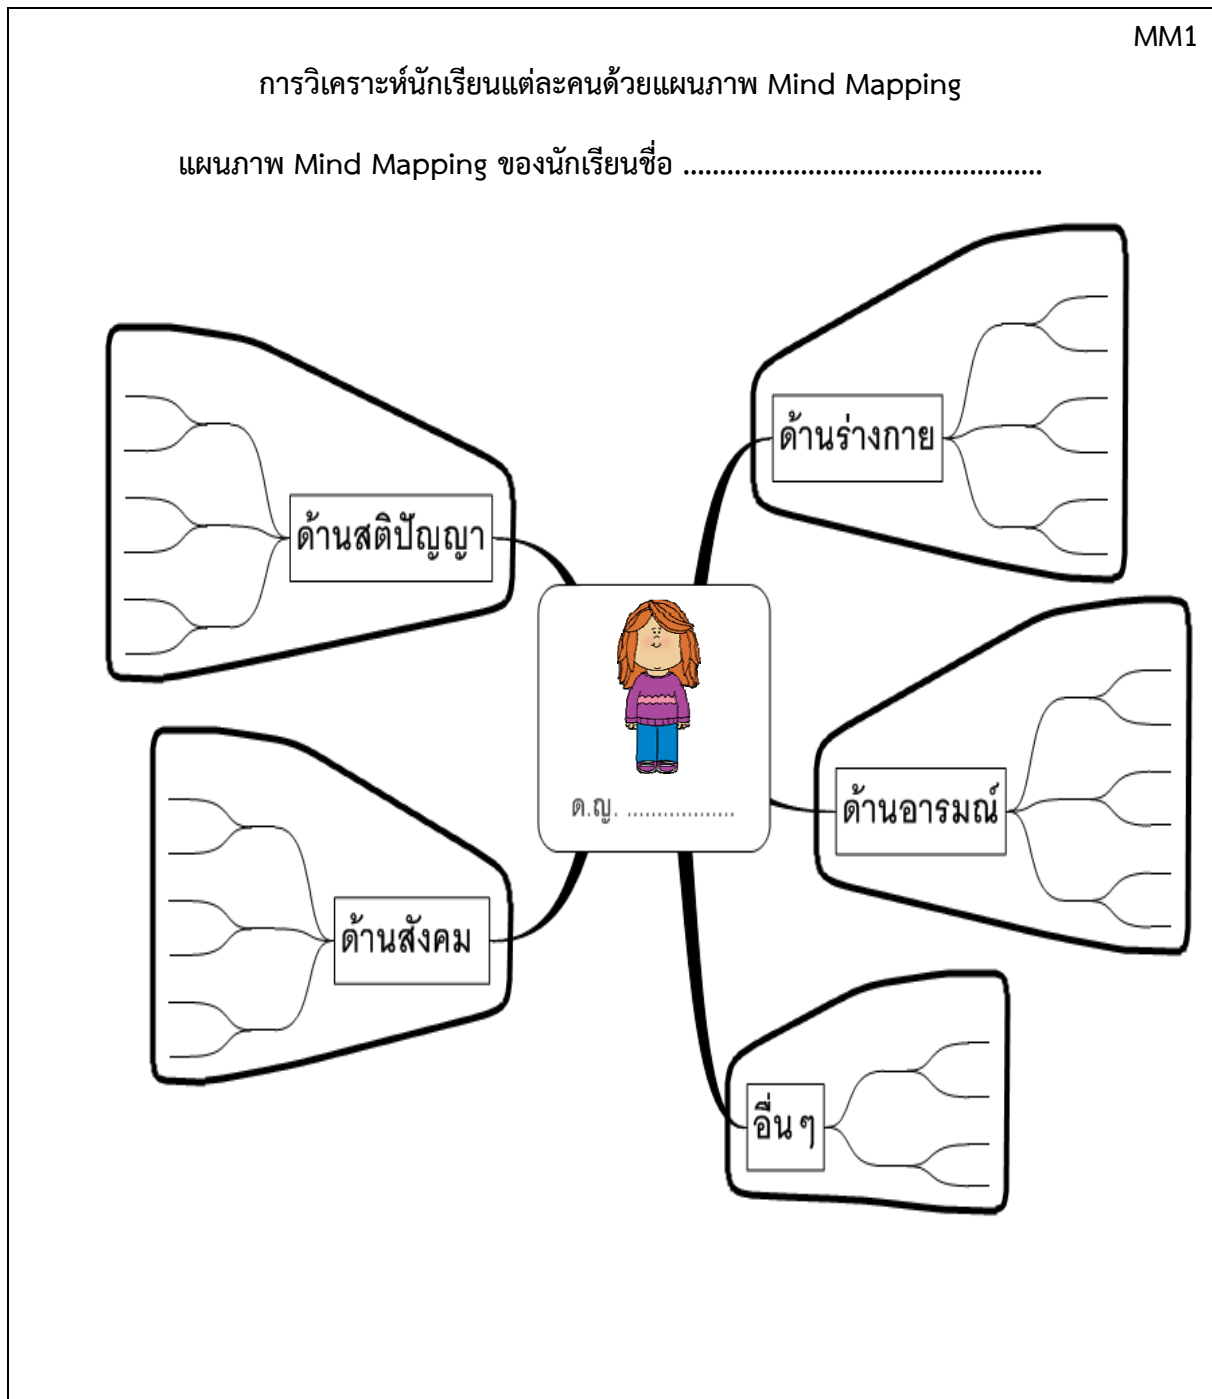 MM1
การวิเคราะห์นักเรียนแต่ละคนด้วยแผนภาพ Mind Mapping
แผนภาพ Mind Mapping ของนักเรียนชื่อ .................................................
ด้านร่างกาย
ด้านสติปัญญา
ด.ญ. ..................
ด้านอารมณ์
ด้านสังคม
อื่น ๆ